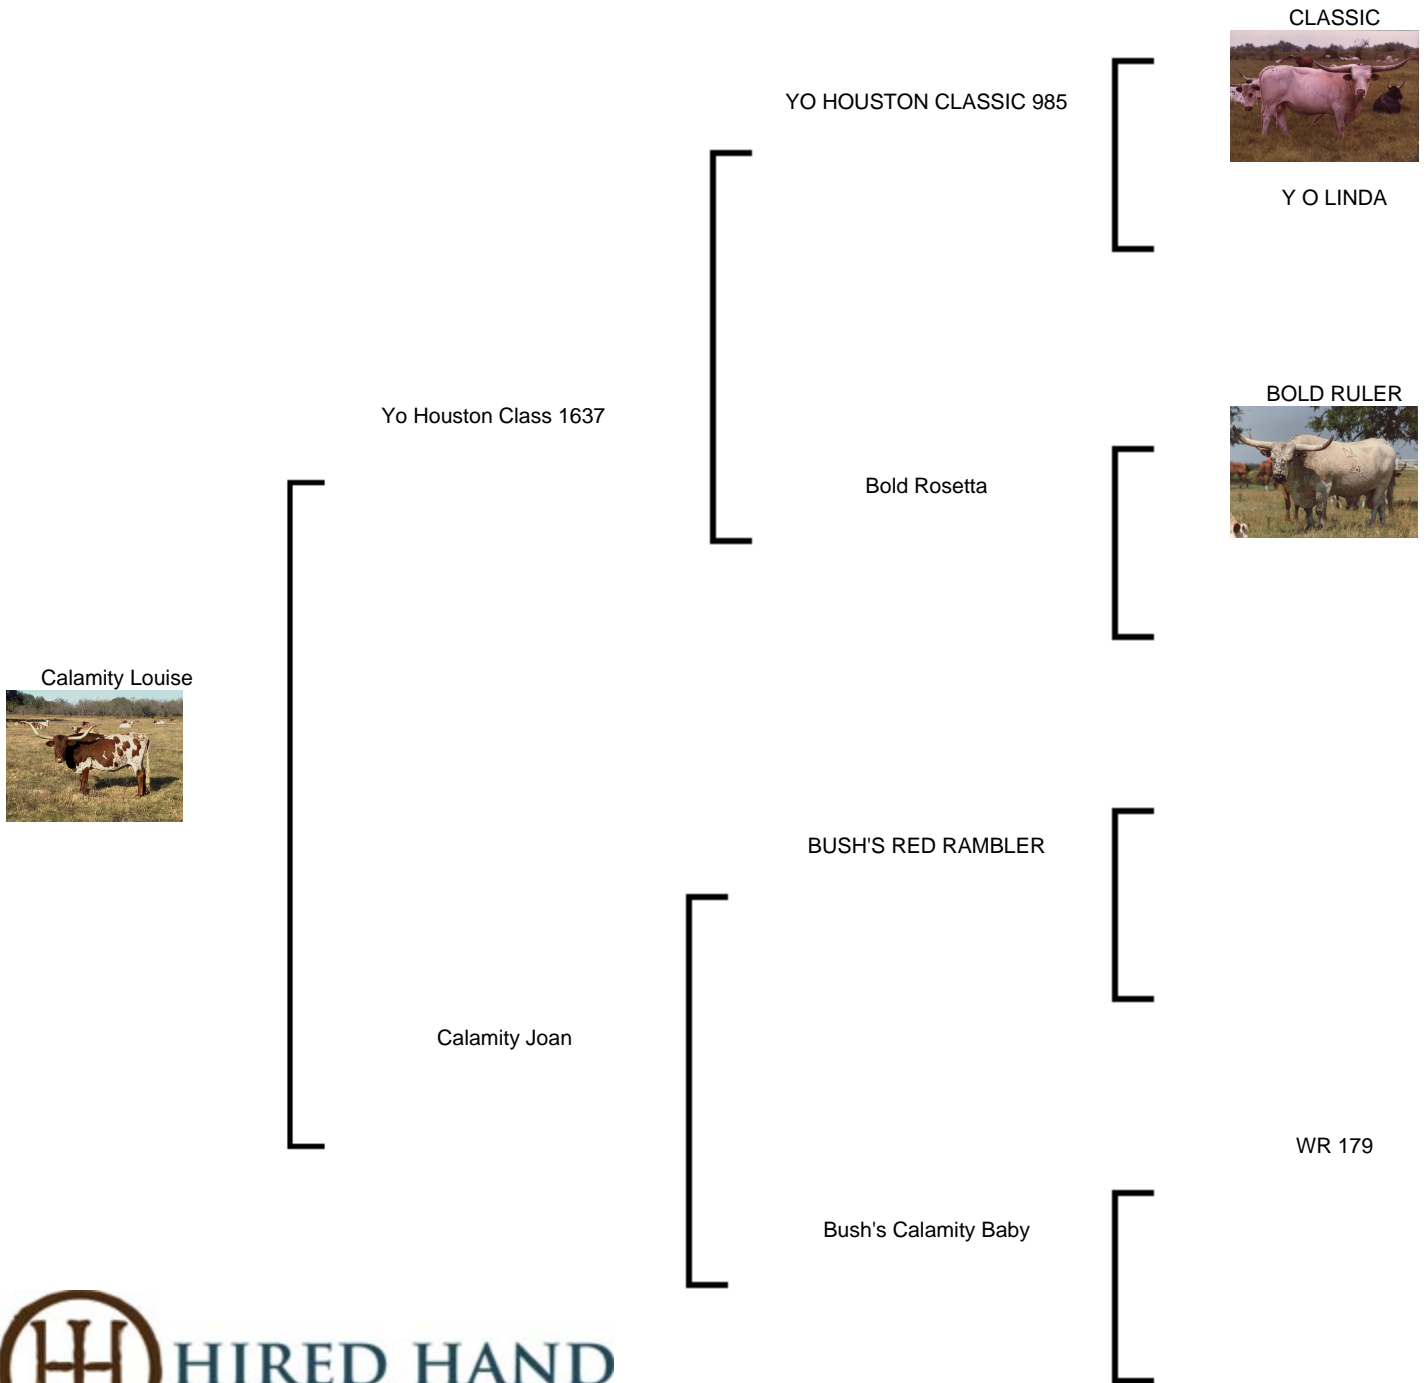 CLASSIC
YO HOUSTON CLASSIC 985
Y O LINDA
BOLD RULER
Yo Houston Class 1637
Bold Rosetta
Calamity Louise
BUSH'S RED RAMBLER
Calamity Joan
WR 179
Bush's Calamity Baby
HIRED HAND